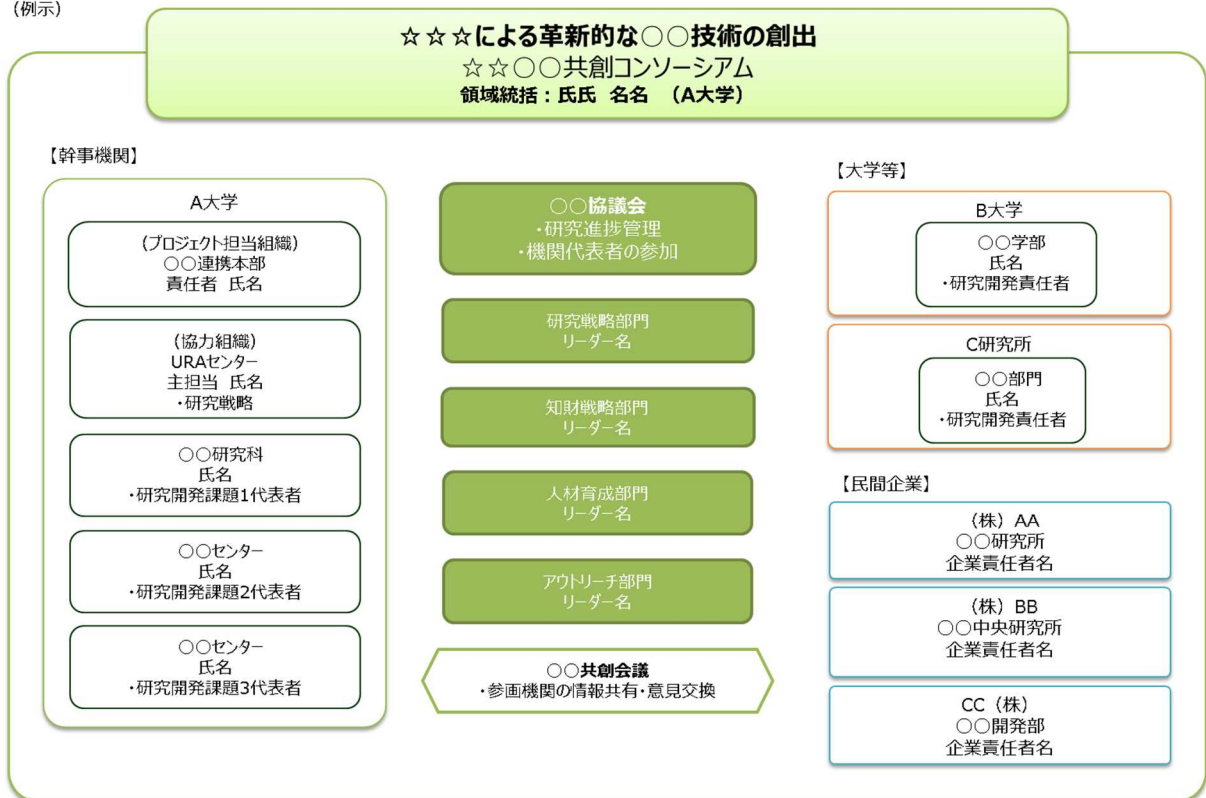 (例示)
☆☆☆による革新的な○○技術の創出
☆☆○○共創コンソーシアム
領域統括：氏氏 名名 （A大学）
【幹事機関】
A大学
(プロジェクト担当組織)
○○連携本部
責任者 氏名
(協力組織)
URAセンター
主担当 氏名
・研究戦略
○○研究科
氏名
・研究開発課題1代表者
○○センター
氏名
・研究開発課題2代表者
○○センター
氏名
・研究開発課題3代表者
○○協議会
・研究進捗管理
・機関代表者の参加
研究戦略部門
リーダー名
知財戦略部門
リーダー名
人材育成部門
リーダー名
アウトリーチ部門
リーダー名
○○共創会議
・参画機関の情報共有・意見交換
【大学等】
B大学
○○学部
氏名
・研究開発責任者
C研究所
○○部門
氏名
・研究開発責任者
【民間企業】
（株）AA
○○研究所
企業責任者名
（株）BB
○○中央研究所
企業責任者名
CC（株）
○○開発部
企業責任者名